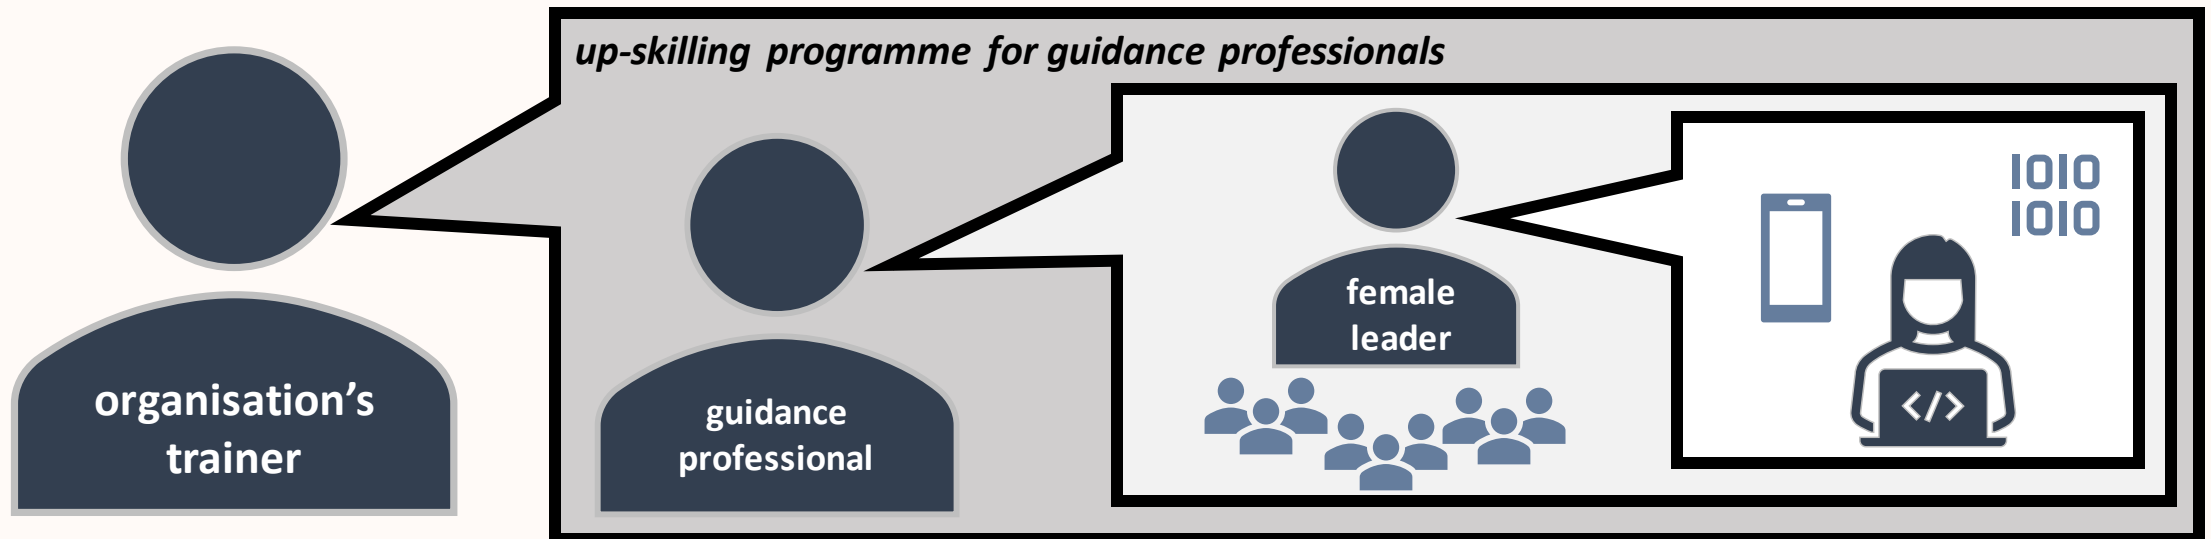 up-skilling programme for guidance professionals
organisation's
trainer
guidance
professional
female
leader
1010
1010
</>